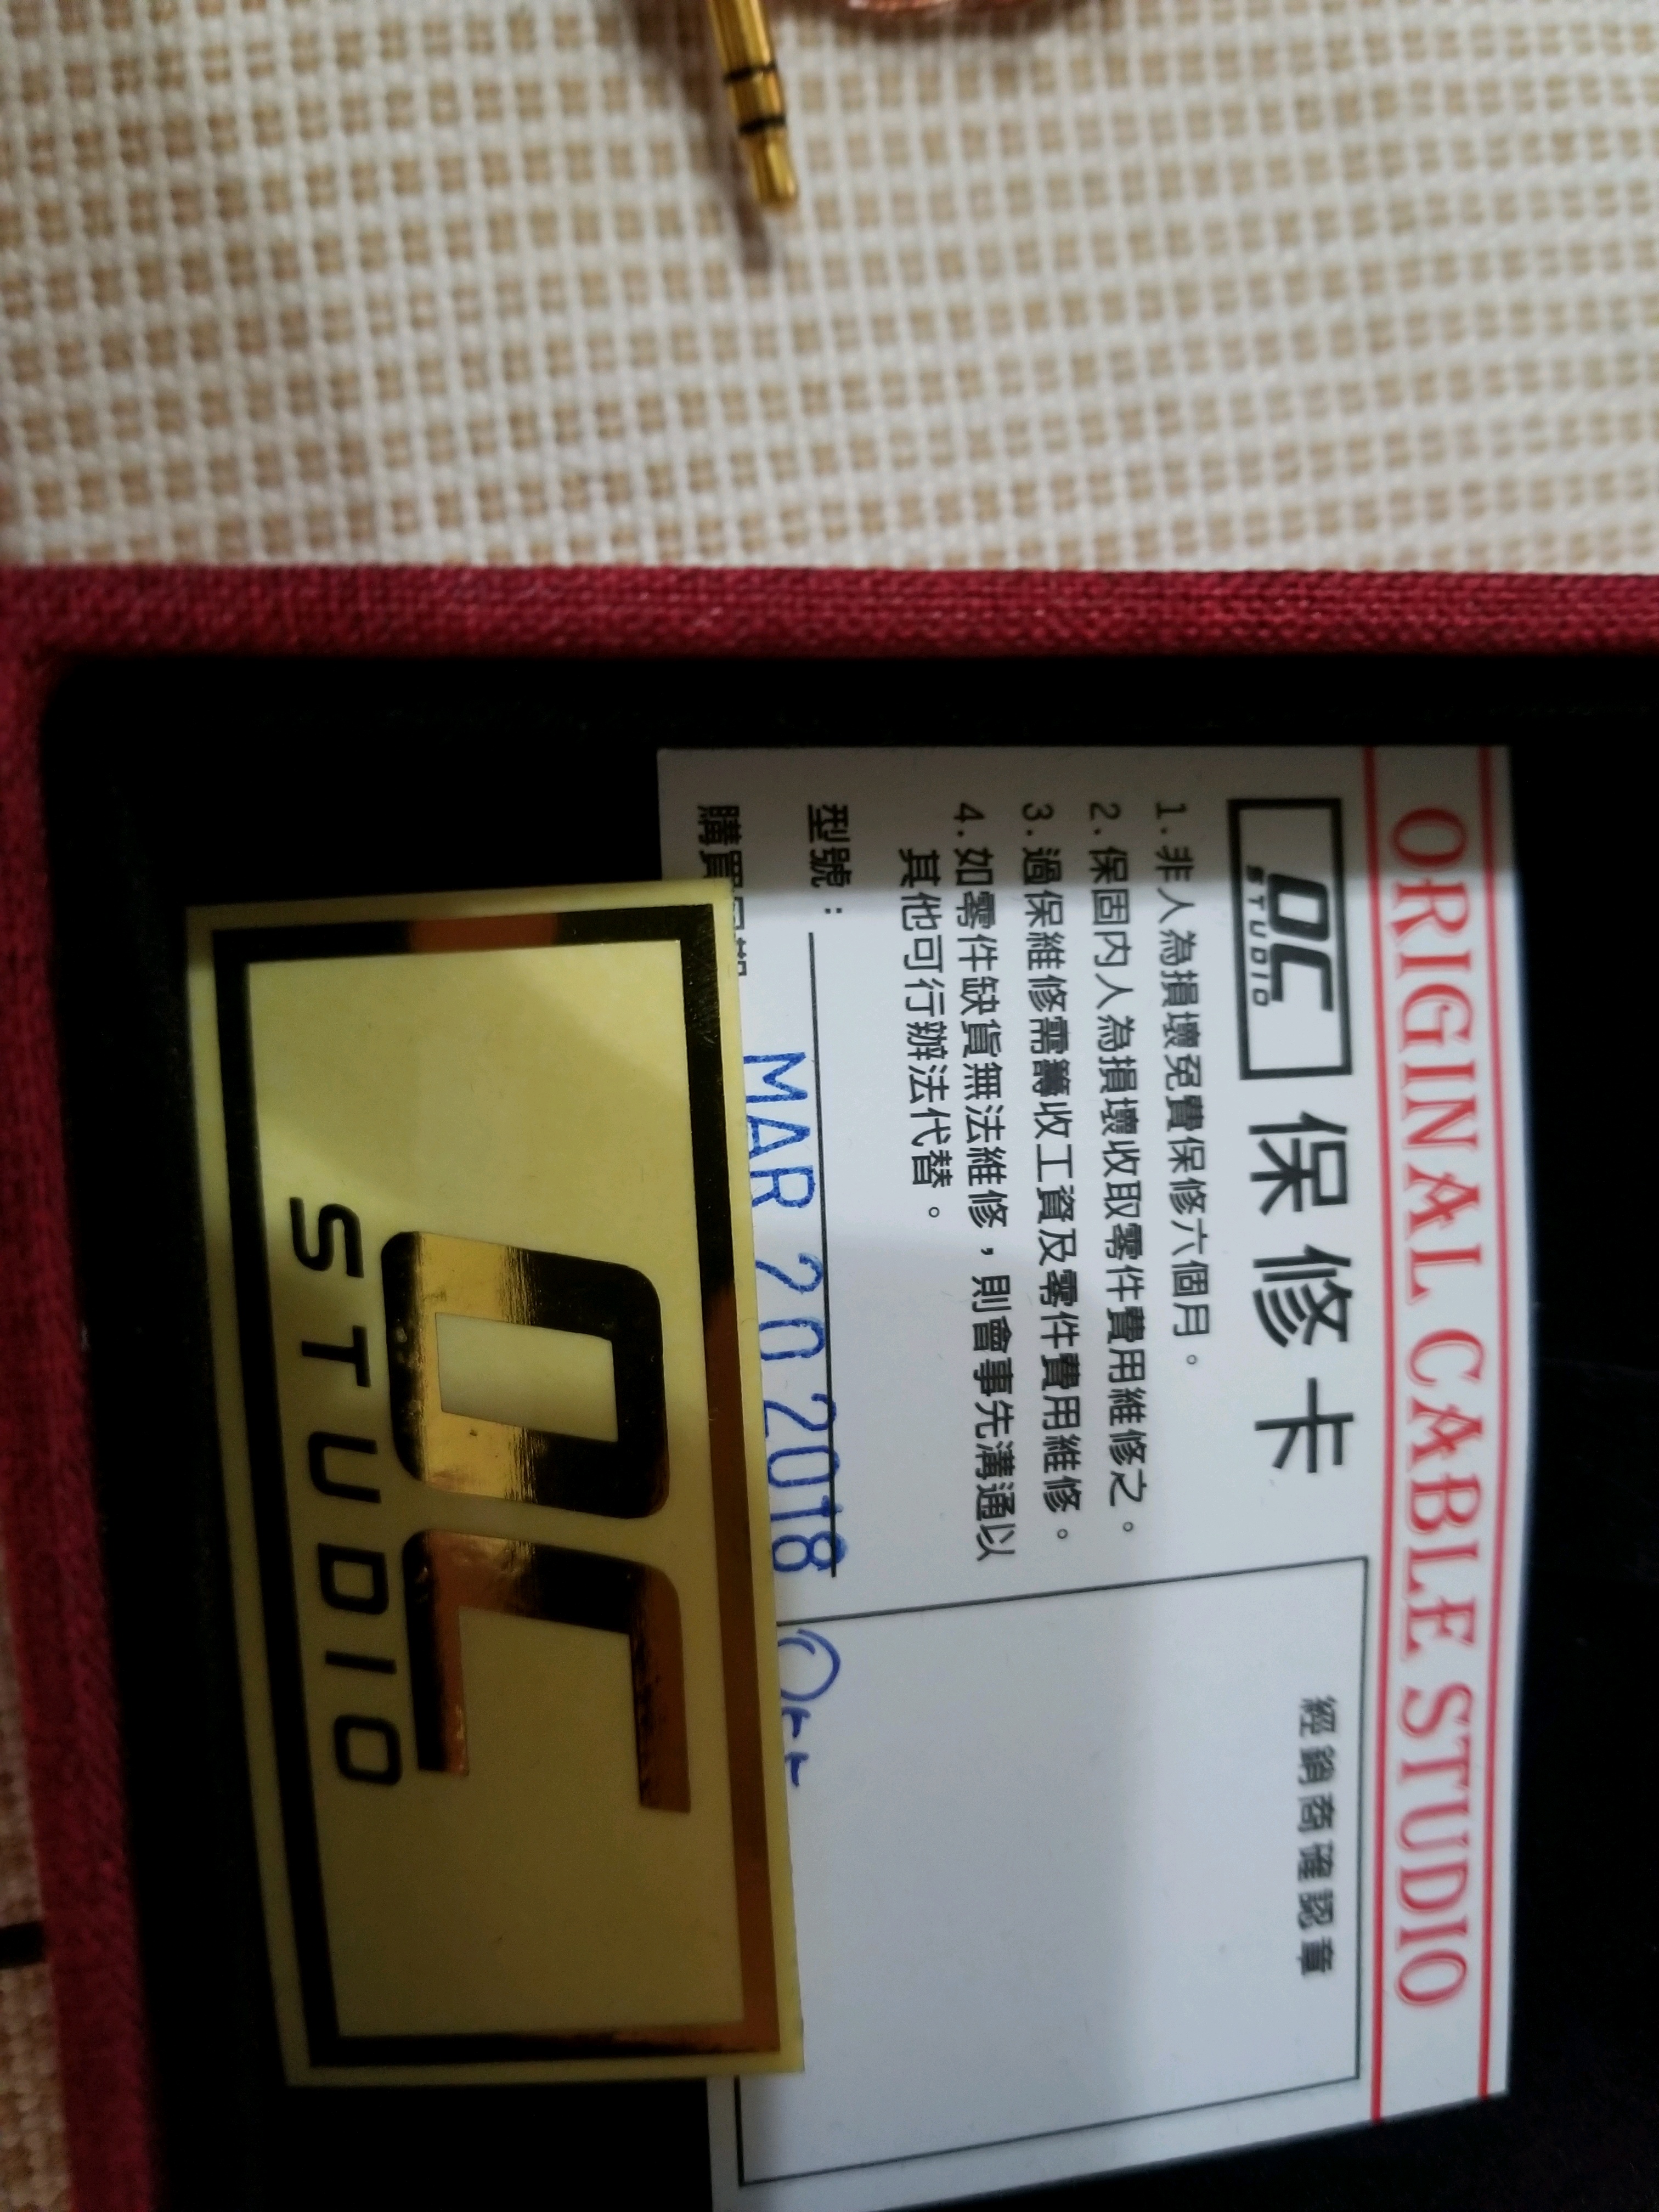 ORIGINAL CABLE STUDIO
OC
STUDIO
保修卡
1.非人為損壞免費保修六個月。
2.保固内人為損壞收取零件費用維修之。
3.過保維修需籌收工資及零件費用維修。
4.如零件缺貨無法維修，則會事先溝通以
其他可行辦法代替。
型號：
購買
MAR 20 2018
經銷商確認章
OC
STUDIO